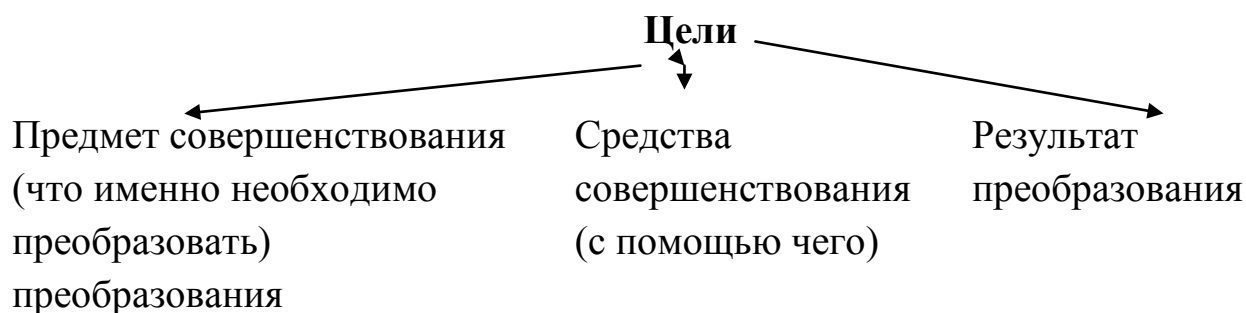 Цели
Предмет совершенствования
(что именно необходимо
преобразовать)
преобразования
Средства
совершенствования
(с помощью чего)
Результат
преобразования